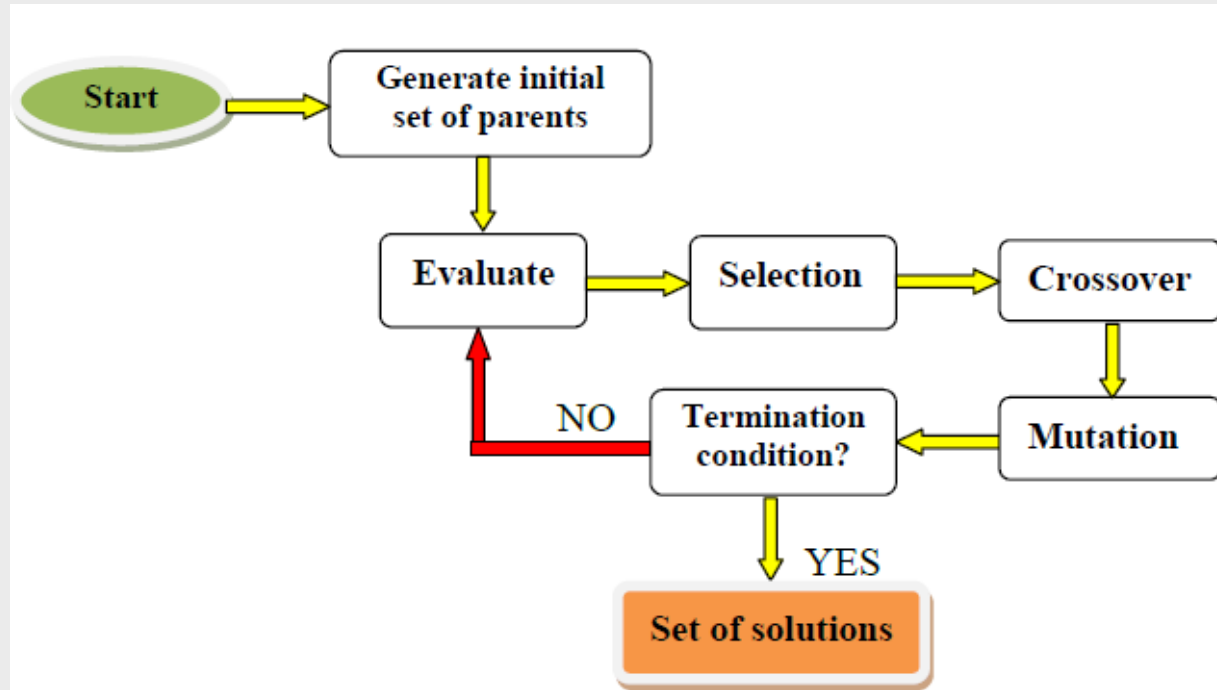 Start
Generate initial
set of parents
Evaluate
Selection
Crossover
Mutation
Termination
condition?
NO
YES
Set of solutions